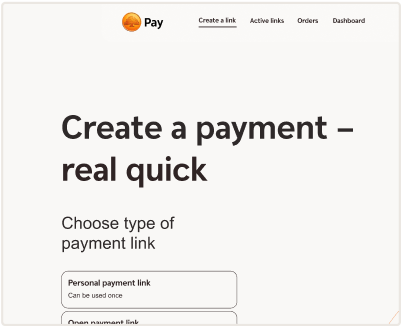 Pay
Create a link
Active links
Orders
Dashboard
Create a payment –
real quick
Choose type of
payment link
Personal payment link
Can be used once
Open payment link